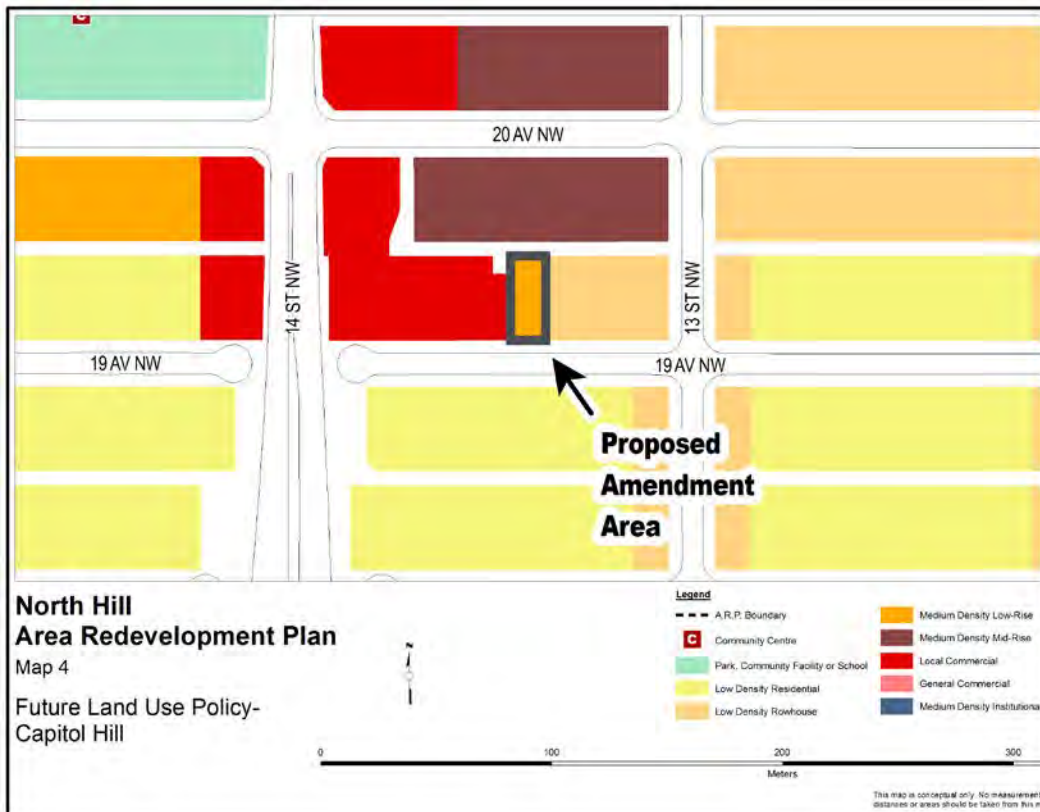 C
20 AV NW
14 ST NW
13 ST NW
19 AV NW
19 AV NW
Proposed
Amendment
Area
North Hill
Area Redevelopment Plan
Map 4
Future Land Use Policy-
Capitol Hill
N
Legend
A.R.P. Boundary
C Community Centre
Park, Community Facility or School
Low Density Residential
Low Density Rowhouse
Medium Density Low-Rise
Medium Density Mid-Rise
Local Commercial
General Commercial
Medium Density Institutional
0 100 200 300
Meters
This map is conceptual only. No measurement
distances or areas should be taken from this